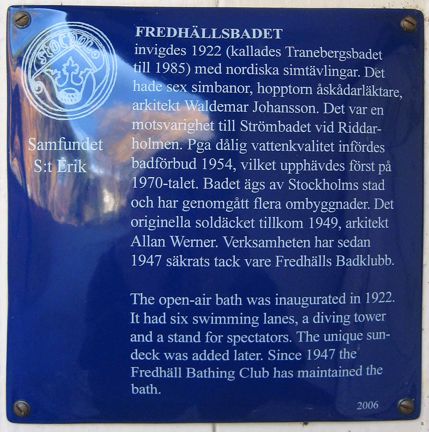 Stockholm
Samfundet
S:t Erik
FREDHÄLLSBADET
invigdes 1922 (kallades Tranebergsbadet
till 1985) med nordiska simtävlingar. Det
hade sex simbanor, hopptorn åskådarläktare,
arkitekt Waldemar Johansson. Det var en
motsvarighet till Strömbadet vid Riddar-
holmen. Pga dålig vattenkvalitet infördes
badförbud 1954, vilket upphävdes först på
1970-talet. Badet ägs av Stockholms stad
och har genomgått flera ombyggnader. Det
originella soldäcket tillkom 1949, arkitekt
Allan Werner. Verksamheten har sedan
1947 säkrats tack vare Fredhälls Badklubb.
The open-air bath was inaugurated in 1922.
It had six swimming lanes, a diving tower
and a stand for spectators. The unique sun-
deck was added later. Since 1947 the
Fredhäll Bathing Club has maintained the
bath.
2006